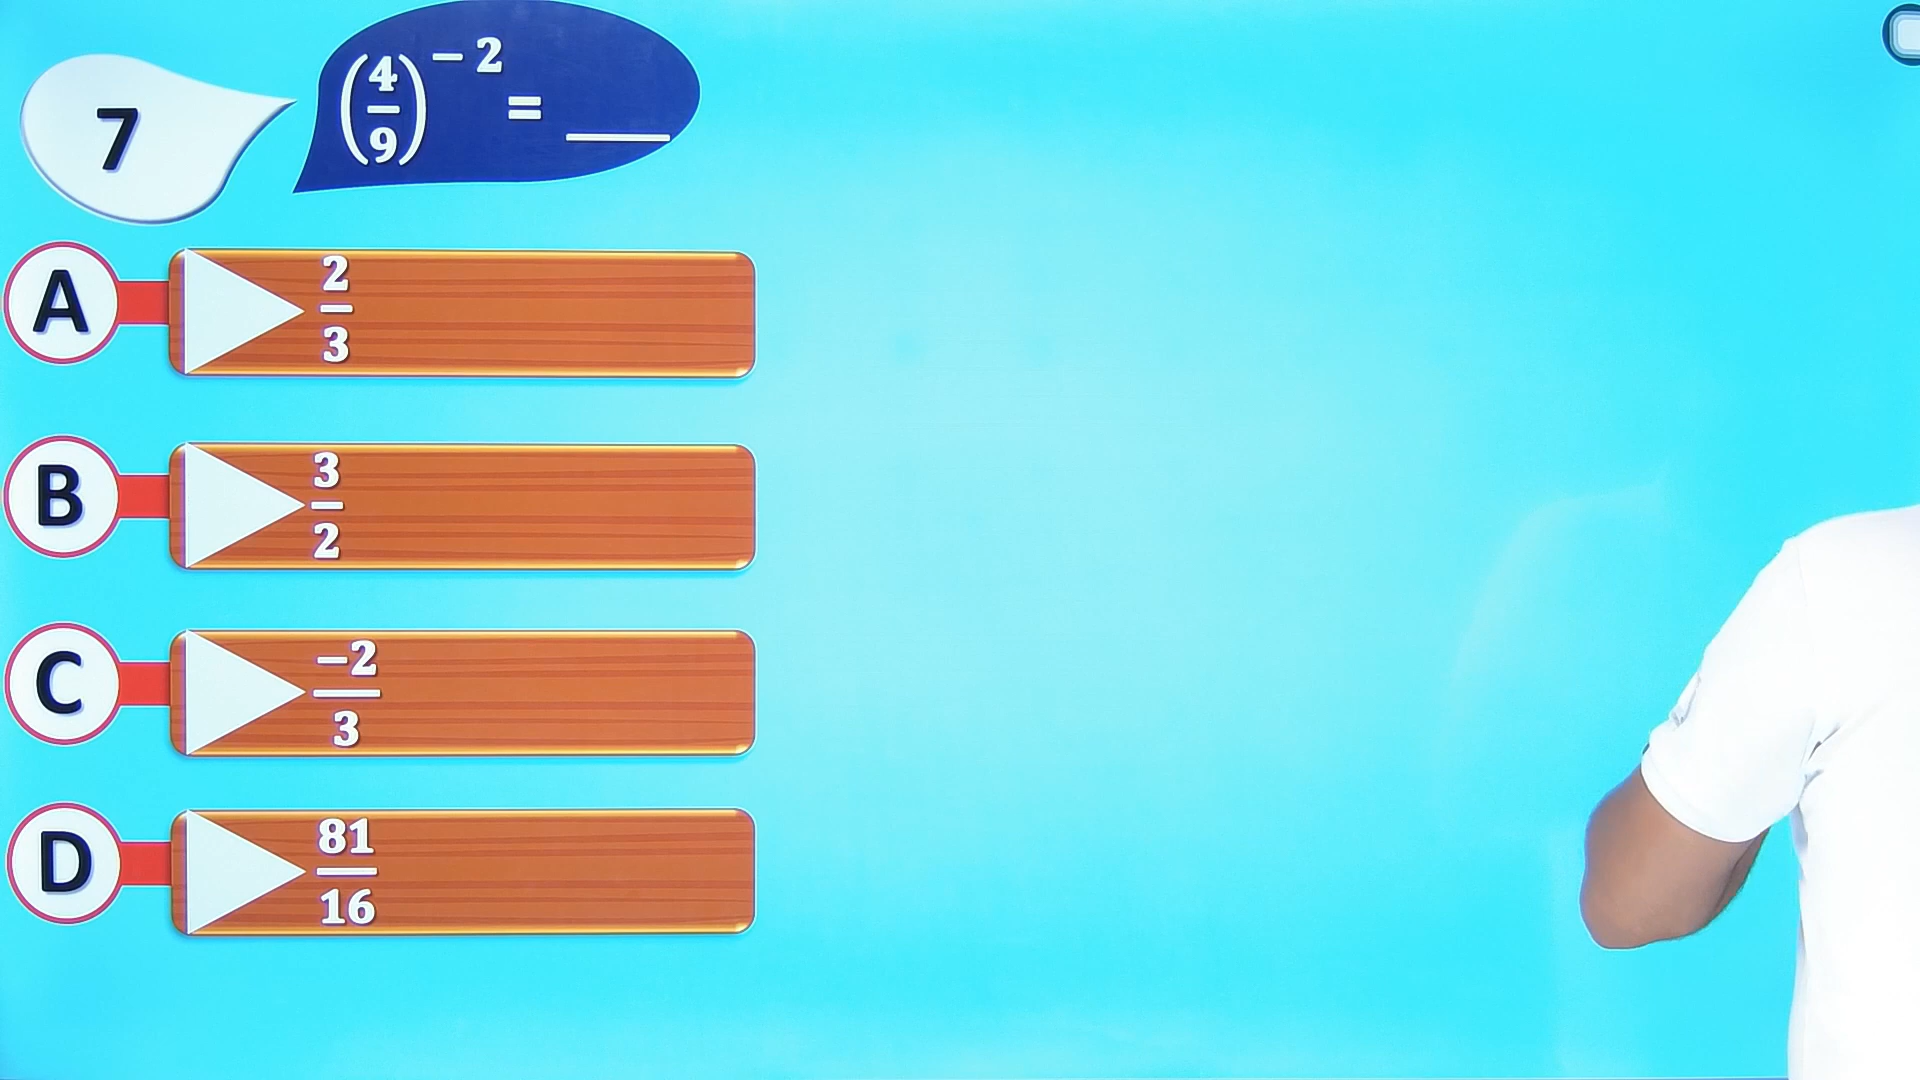 7
(4/9)^-2 = ____
A
2/3
B
3/2
C
-2/3
D
81/16